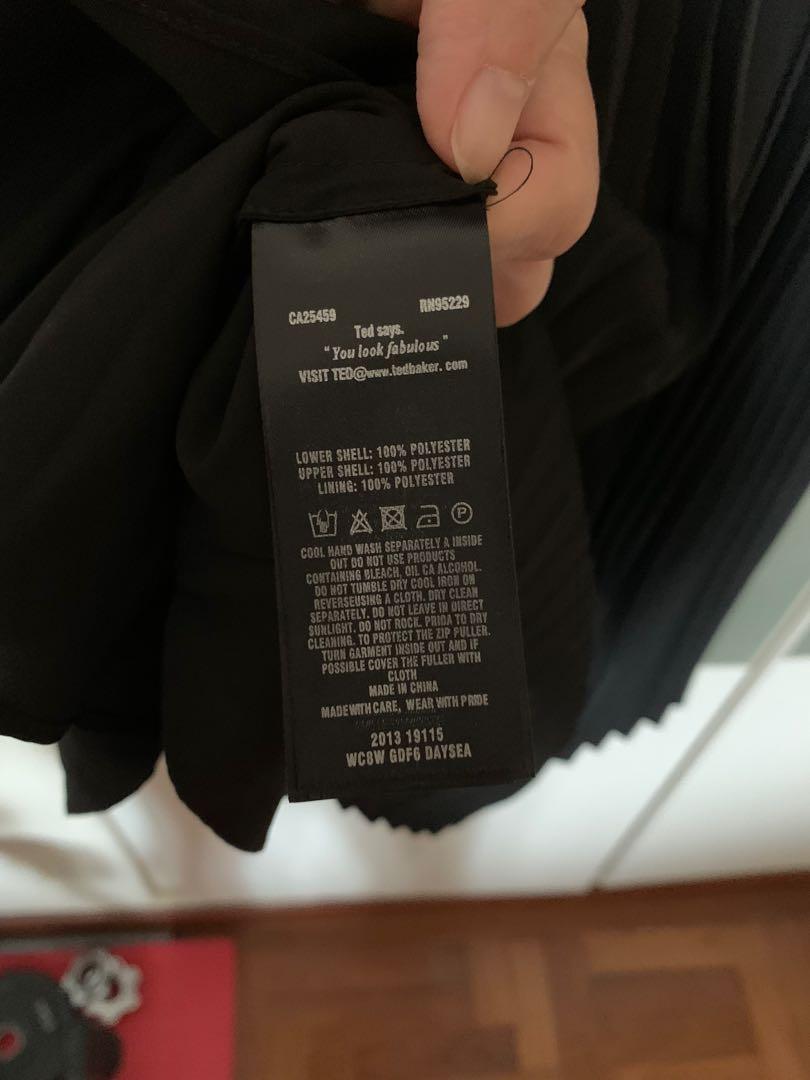 CA25459 RN95229
Ted says.
"You look fabulous"
VISIT TED@www.tedbaker.com
LOWER SHELL: 100% POLYESTER
UPPER SHELL: 100% POLYESTER
LINING: 100% POLYESTER
P
COOL HAND WASH SEPARATELY A INSIDE
OUT DO NOT USE PRODUCTS
CONTAINING BLEACH, OIL CA ALCOHOL.
DO NOT TUMBLE DRY COOL IRON ON
REVERSEUSING A CLOTH. DRY CLEAN
SEPARATELY. DO NOT LEAVE IN DIRECT
SUNLIGHT. DO NOT ROCK. PRIDA TO DRY
CLEANING. TO PROTECT THE ZIP PULLER.
TURN GARMENT INSIDE OUT AND IF
POSSIBLE COVER THE FULLER WITH
CLOTH
MADE IN CHINA
MADE WITH CARE, WEAR WITH PRIDE
2013 19115
WC8W GDF6 DAYSEA